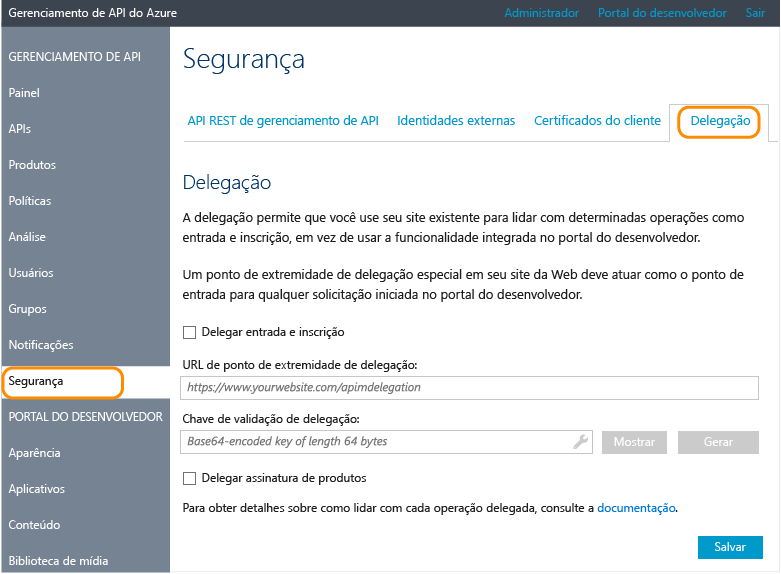 Gerenciamento de API do Azure
Administrador Portal do desenvolvedor Sair
GERENCIAMENTO DE API
Painel
APIs
Produtos
Políticas
Análise
Usuários
Grupos
Notificações
Segurança
PORTAL DO DESENVOLVEDOR
Aparência
Aplicativos
Conteúdo
Biblioteca de mídia
Segurança
API REST de gerenciamento de API Identidades externas Certificados do cliente Delegação
Delegação
A delegação permite que você use seu site existente para lidar com determinadas operações como
entrada e inscrição, em vez de usar a funcionalidade integrada no portal do desenvolvedor.
Um ponto de extremidade de delegação especial em seu site da Web deve atuar como o ponto de
entrada para qualquer solicitação iniciada no portal do desenvolvedor.
Delegar entrada e inscrição
URL de ponto de extremidade de delegação:
https://www.yourwebsite.com/apimdelegation
Chave de validação de delegação:
Base64-encoded key of length 64 bytes Mostrar Gerar
Delegar assinatura de produtos
Para obter detalhes sobre como lidar com cada operação delegada, consulte a documentação.
Salvar